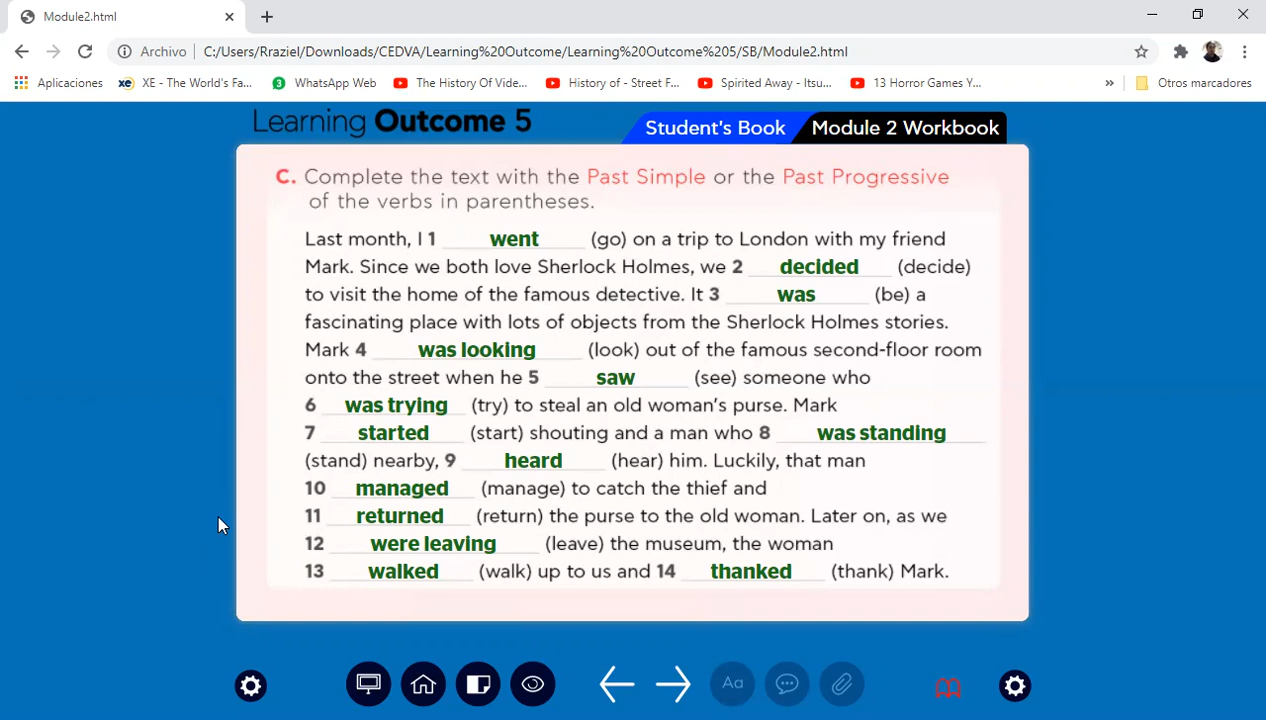 Module2.html
Archivo C:/Users/Rraziel/Downloads/CEDVA/Learning%20Outcome/Learning%20Outcome%205/SB/Module2.html
Aplicaciones XE - The World's Fa... 3 WhatsApp Web The History Of Vide... History of - Street F... Spirited Away - Itsu... 13 Horror Games Y... » Otros marcadores
Learning Outcome 5 Student's Book Module 2 Workbook
C. Complete the text with the Past Simple or the Past Progressive
of the verbs in parentheses.
Last month, I 1 went (go) on a trip to London with my friend
Mark. Since we both love Sherlock Holmes, we 2 decided (decide)
to visit the home of the famous detective. It 3 was (be) a
fascinating place with lots of objects from the Sherlock Holmes stories.
Mark 4 was looking (look) out of the famous second-floor room
onto the street when he 5 saw (see) someone who
6 was trying (try) to steal an old woman's purse. Mark
7 started (start) shouting and a man who 8 was standing
(stand) nearby, 9 heard (hear) him. Luckily, that man
10 managed (manage) to catch the thief and
11 returned (return) the purse to the old woman. Later on, as we
12 were leaving (leave) the museum, the woman
13 walked (walk) up to us and 14 thanked (thank) Mark.
Aa